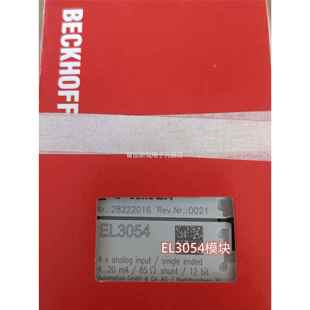 BECKHOFF
28222016 Rev.Nr.:0021
EL3054
EL3054模块
4 x analog input / single ended
4..20 mA / 85 Ω shunt / 12 bit